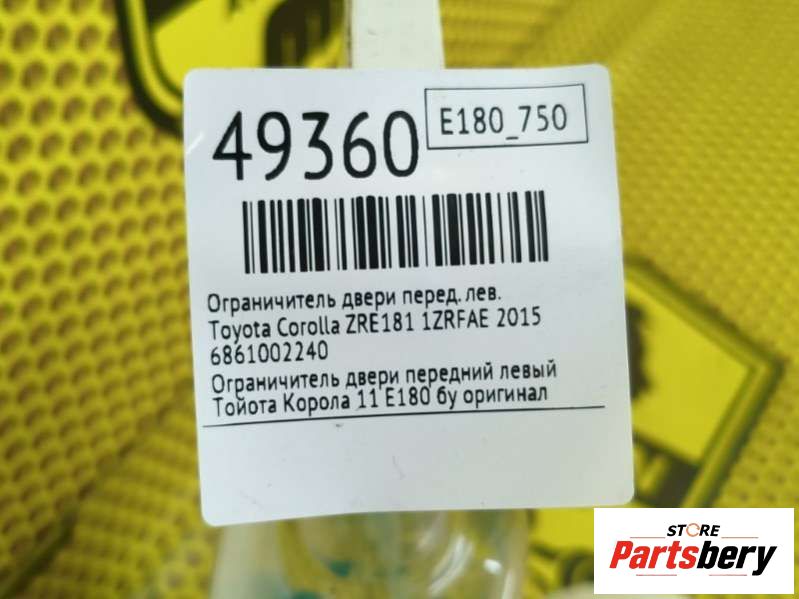 49360
E180_750
Ограничитель двери перед. лев.
Toyota Corolla ZRE181 1ZRFAE 2015
6861002240
Ограничитель двери передний левый
Тойота Корола 11 Е180 бу оригинал
STORE
Partsbery